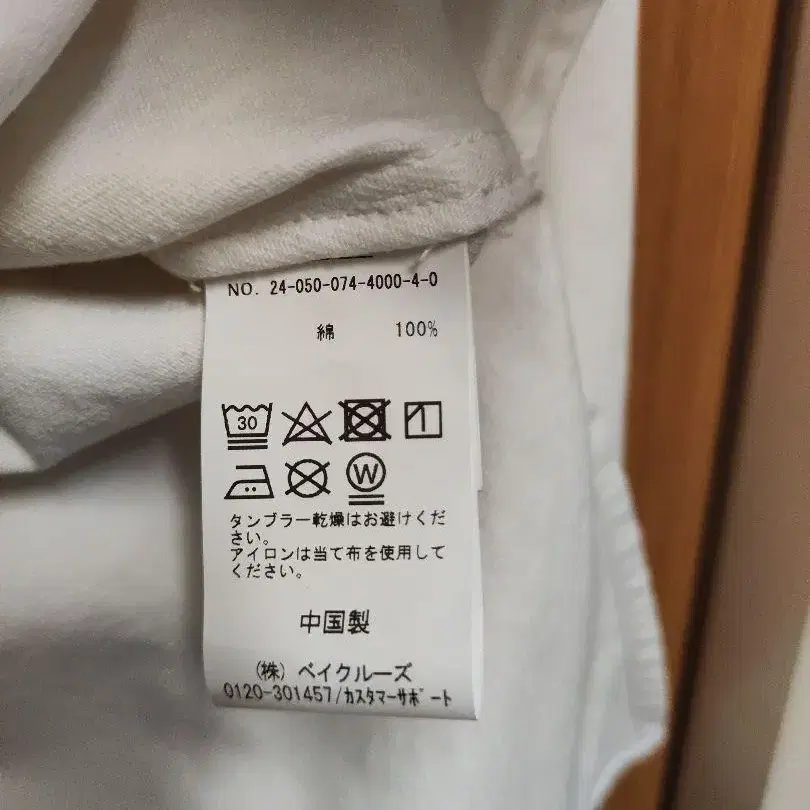 NO. 24-050-074-4000-4-0
綿 100%
30
W
タンブラー乾燥はお避けくだ
さい。
アイロンは当て布を使用して
ください。
中国製
(株) ベイクルーズ
0120-301457/カスタマーサポート